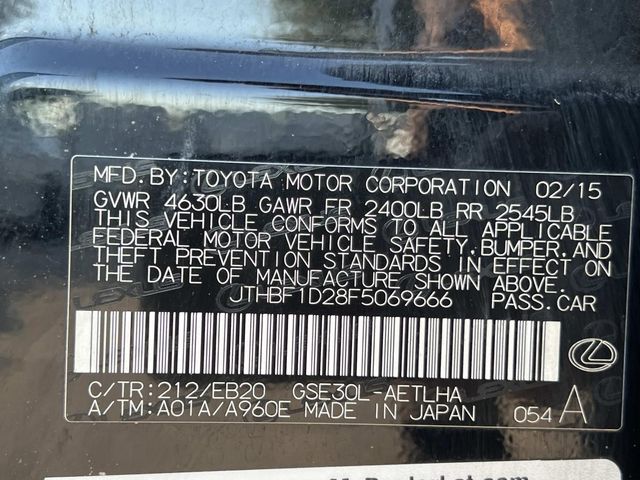 MFD.BY:TOYOTA MOTOR CORPORATION 02/15
GVWR 4630LB GAWR FR 2400LB RR 2545LB
THIS VEHICLE CONFORMS TO ALL APPLICABLE
FEDERAL MOTOR VEHICLE SAFETY,BUMPER,AND
THEFT PREVENTION STANDARDS IN EFFECT ON
THE DATE OF MANUFACTURE SHOWN ABOVE.
JTHBF1D28F5069666 PASS.CAR
C/TR:212/EB20 GSE30L-AETLHA
A/TM:A01A/A960E MADE IN JAPAN 054 A